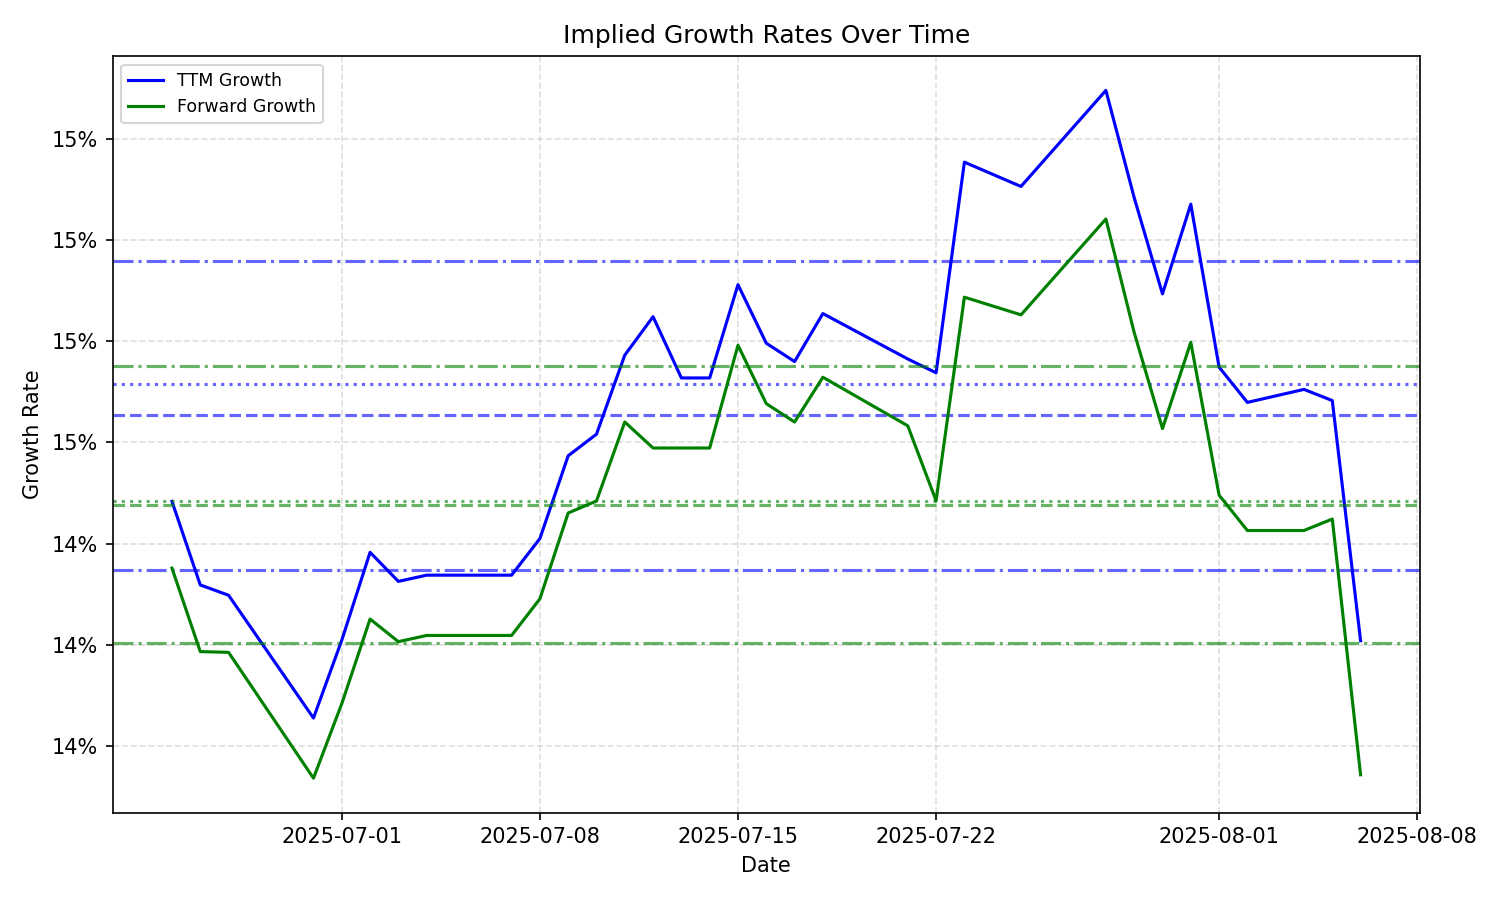 Implied Growth Rates Over Time
TTM Growth
Forward Growth
15%
15%
15%
15%
14%
14%
14%
Growth Rate
2025-07-01
2025-07-08
2025-07-15
2025-07-22
2025-08-01
2025-08-08
Date